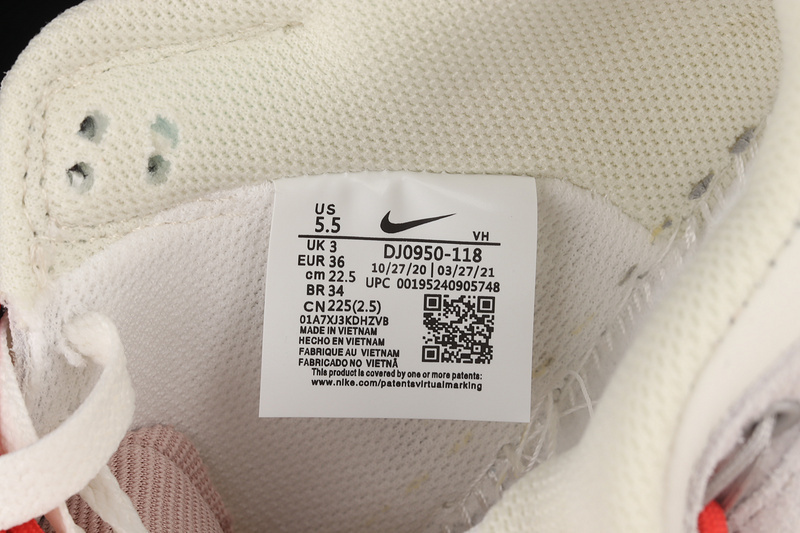 US
5.5
VH
UK 3
EUR 36
cm 22.5
BR 34
CN 225(2.5)
DJ0950-118
10/27/20 | 03/27/21
UPC 00195240905748
01A7XJ3KDHZVB
MADE IN VIETNAM
HECHO EN VIETNAM
FABRIQUE AU VIETNAM
FABRICADO NO VIETNÃ
This product is covered by one or more patents:
www.nike.com/patentsvirtualmarking